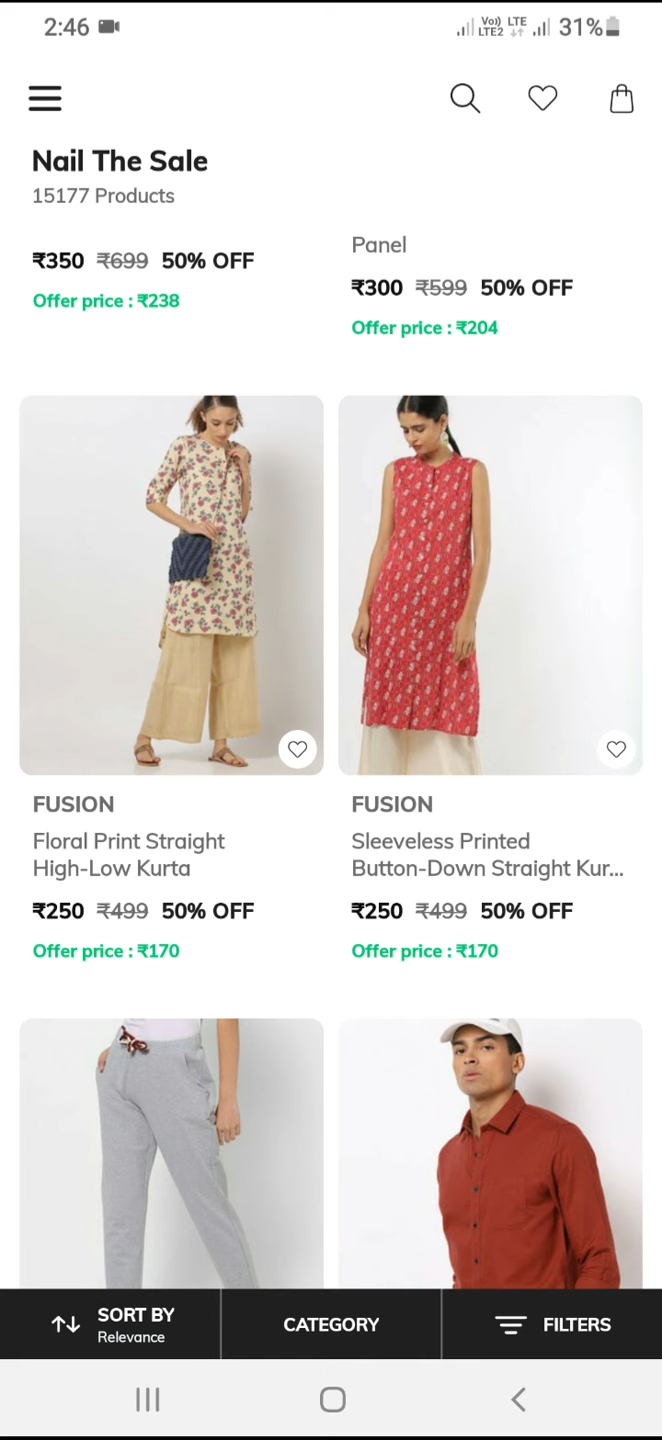 2:46
Vo) LTE
LTE2
31%
Nail The Sale
15177 Products
₹350 ₹699 50% OFF
Offer price : ₹238
Panel
₹300 ₹599 50% OFF
Offer price : ₹204
FUSION
Floral Print Straight
High-Low Kurta
₹250 ₹499 50% OFF
Offer price : ₹170
FUSION
Sleeveless Printed
Button-Down Straight Kur...
₹250 ₹499 50% OFF
Offer price : ₹170
SORT BY
Relevance
CATEGORY
FILTERS